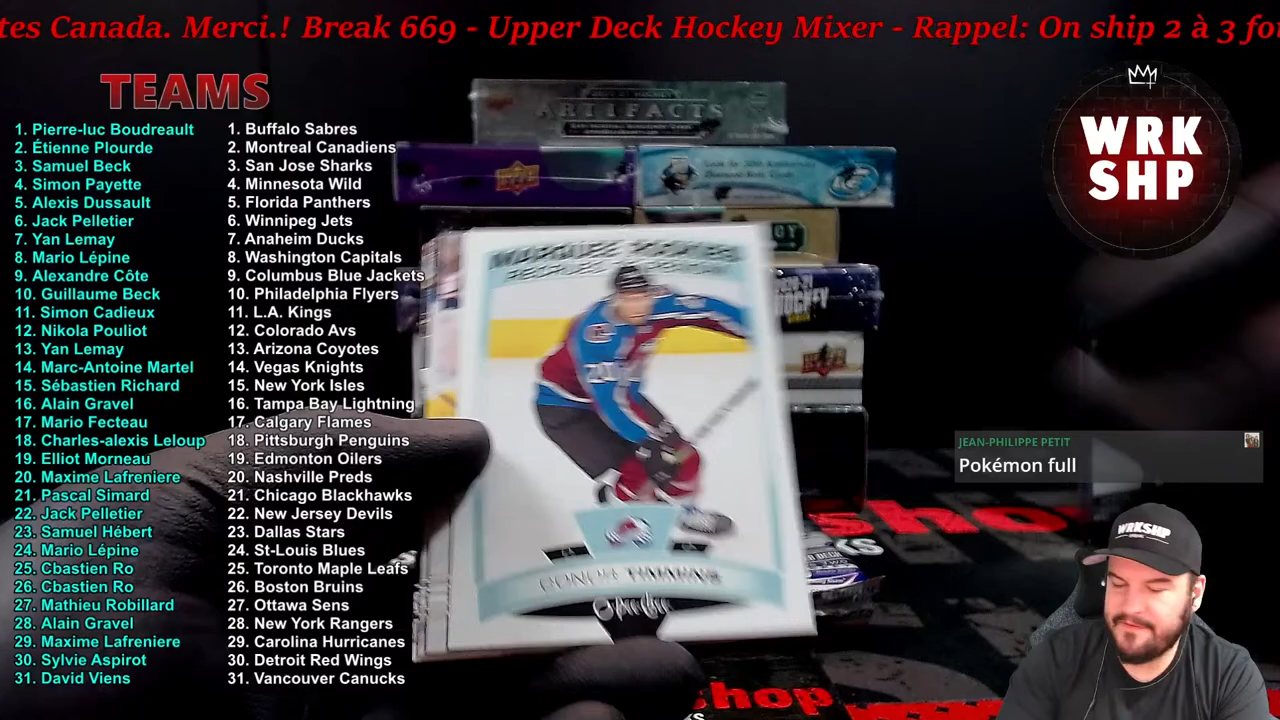 tes Canada. Merci.! Break 669 - Upper Deck Hockey Mixer - Rappel: On ship 2 à 3 foi
TEAMS
1. Pierre-luc Boudreault
2. Étienne Plourde
3. Samuel Beck
4. Simon Payette
5. Alexis Dussault
6. Jack Pelletier
7. Yan Lemay
8. Mario Lépine
9. Alexandre Côte
10. Guillaume Beck
11. Simon Cadieux
12. Nikola Pouliot
13. Yan Lemay
14. Marc-Antoine Martel
15. Sébastien Richard
16. Alain Gravel
17. Mario Fecteau
18. Charles-alexis Leloup
19. Elliot Morneau
20. Maxime Lafreniere
21. Pascal Simard
22. Jack Pelletier
23. Samuel Hébert
24. Mario Lépine
25. Cbastien Ro
26. Cbastien Ro
27. Mathieu Robillard
28. Alain Gravel
29. Maxime Lafreniere
30. Sylvie Aspirot
31. David Viens
1. Buffalo Sabres
2. Montreal Canadiens
3. San Jose Sharks
4. Minnesota Wild
5. Florida Panthers
6. Winnipeg Jets
7. Anaheim Ducks
8. Washington Capitals
9. Columbus Blue Jackets
10. Philadelphia Flyers
11. L.A. Kings
12. Colorado Avs
13. Arizona Coyotes
14. Vegas Knights
15. New York Isles
16. Tampa Bay Lightning
17. Calgary Flames
18. Pittsburgh Penguins
19. Edmonton Oilers
20. Nashville Preds
21. Chicago Blackhawks
22. New Jersey Devils
23. Dallas Stars
24. St-Louis Blues
25. Toronto Maple Leafs
26. Boston Bruins
27. Ottawa Sens
28. New York Rangers
29. Carolina Hurricanes
30. Detroit Red Wings
31. Vancouver Canucks
ARTIFACTS
MARQUEE ROOKIES
CONOR TIMMINS
HOCKEY
WRK
SHP
JEAN-PHILIPPE PETIT
Pokémon full
WRKSHP
shop